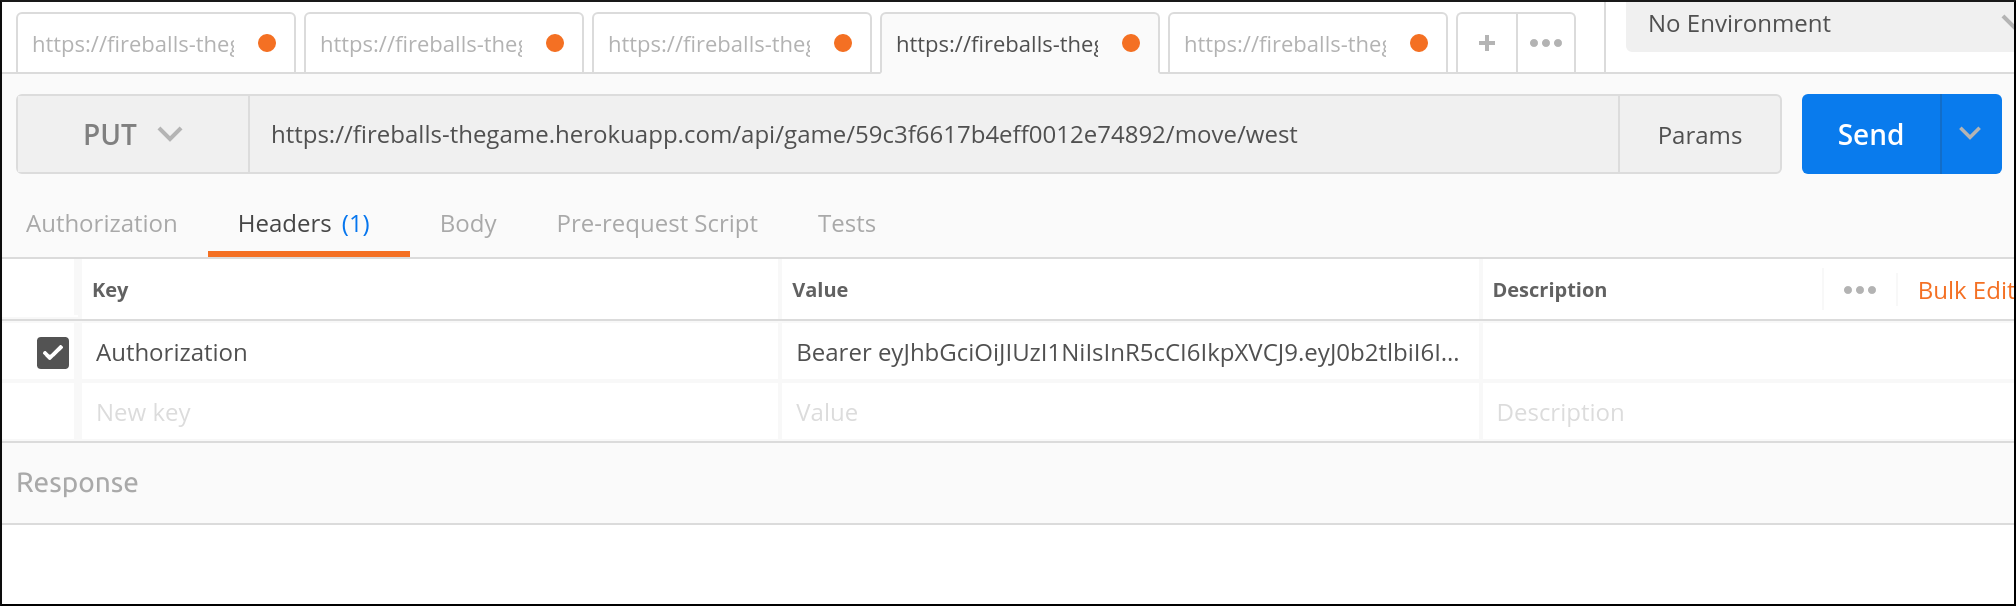 https://fireballs-theg https://fireballs-theg https://fireballs-theg https://fireballs-theg https://fireballs-theg + ••• No Environment
PUT https://fireballs-thegame.herokuapp.com/api/game/59c3f6617b4eff0012e74892/move/west Params Send
Authorization Headers (1) Body Pre-request Script Tests
Key Value Description ••• Bulk Edit
Authorization Bearer eyJhbGciOiJIUzI1NiIsInR5cCI6IkpXVCJ9.eyJ0b2tlbiI6I...
New key Value Description
Response